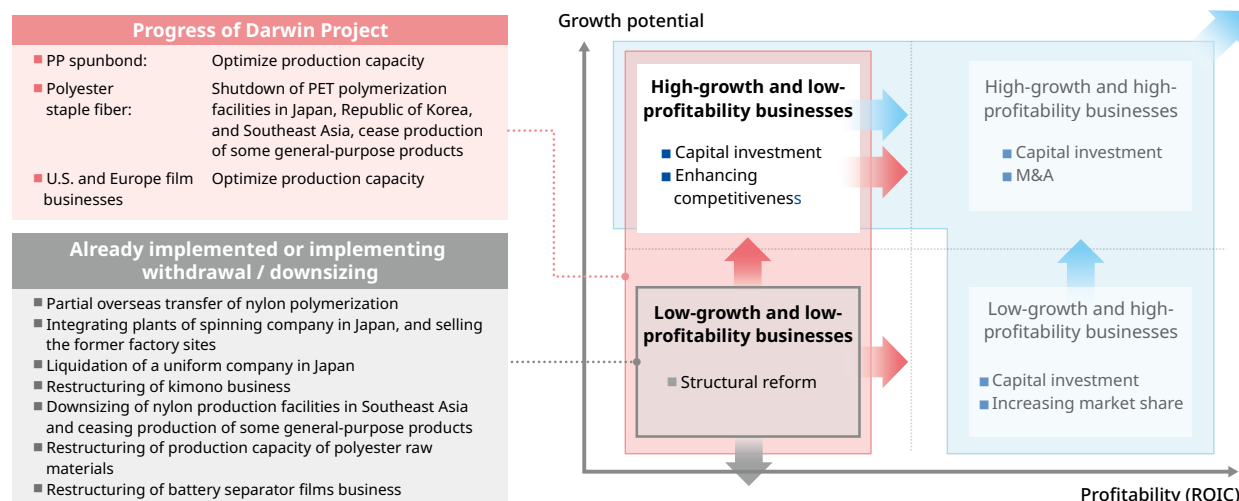 Progress of Darwin Project
PP spunbond: Optimize production capacity
Polyester Shutdown of PET polymerization
staple fiber: facilities in Japan, Republic of Korea,
and Southeast Asia, cease production
of some general-purpose products
U.S. and Europe film Optimize production capacity
businesses
Already implemented or implementing
withdrawal / downsizing
Partial overseas transfer of nylon polymerization
Integrating plants of spinning company in Japan, and selling
the former factory sites
Liquidation of a uniform company in Japan
Restructuring of kimono business
Downsizing of nylon production facilities in Southeast Asia
and ceasing production of some general-purpose products
Restructuring of production capacity of polyester raw
materials
Restructuring of battery separator films business
Growth potential
High-growth and low-
profitability businesses
Capital investment
Enhancing
competitiveness
High-growth and high-
profitability businesses
Capital investment
M&A
Low-growth and low-
profitability businesses
Structural reform
Low-growth and high-
profitability businesses
Capital investment
Increasing market share
Profitability (ROIC)